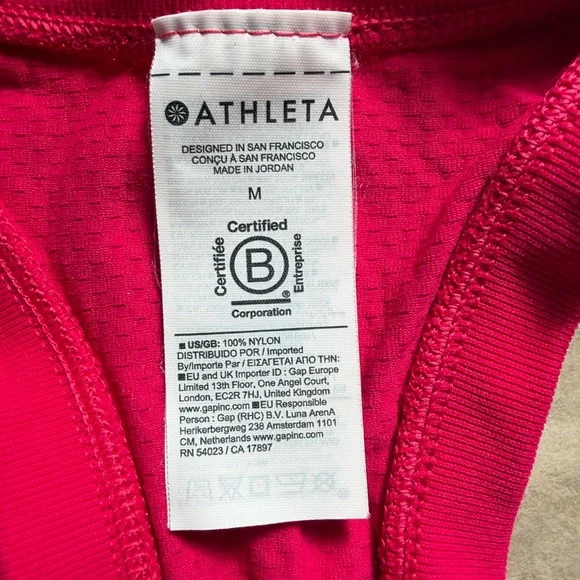 ATHLETA
DESIGNED IN SAN FRANCISCO
CONÇU À SAN FRANCISCO
MADE IN JORDAN
M
Certified
Certifiée
B
Entreprise
®
Corporation
■ US/GB: 100% NYLON
DISTRIBUIDO POR / Imported
By/Importe Par / ΕΙΣΑΓΕΤΑΙ ΑΠΟ ΤΗΝ:
■ EU and UK Importer ID : Gap Europe
Limited 13th Floor, One Angel Court,
London, EC2R 7HJ, United Kingdom
www.gapinc.com ■EU Responsible
Person : Gap (RHC) B.V. Luna ArenA
Herikerbergweg 238 Amsterdam 1101
CM, Netherlands www.gapinc.com
RN 54023 / CA 17897